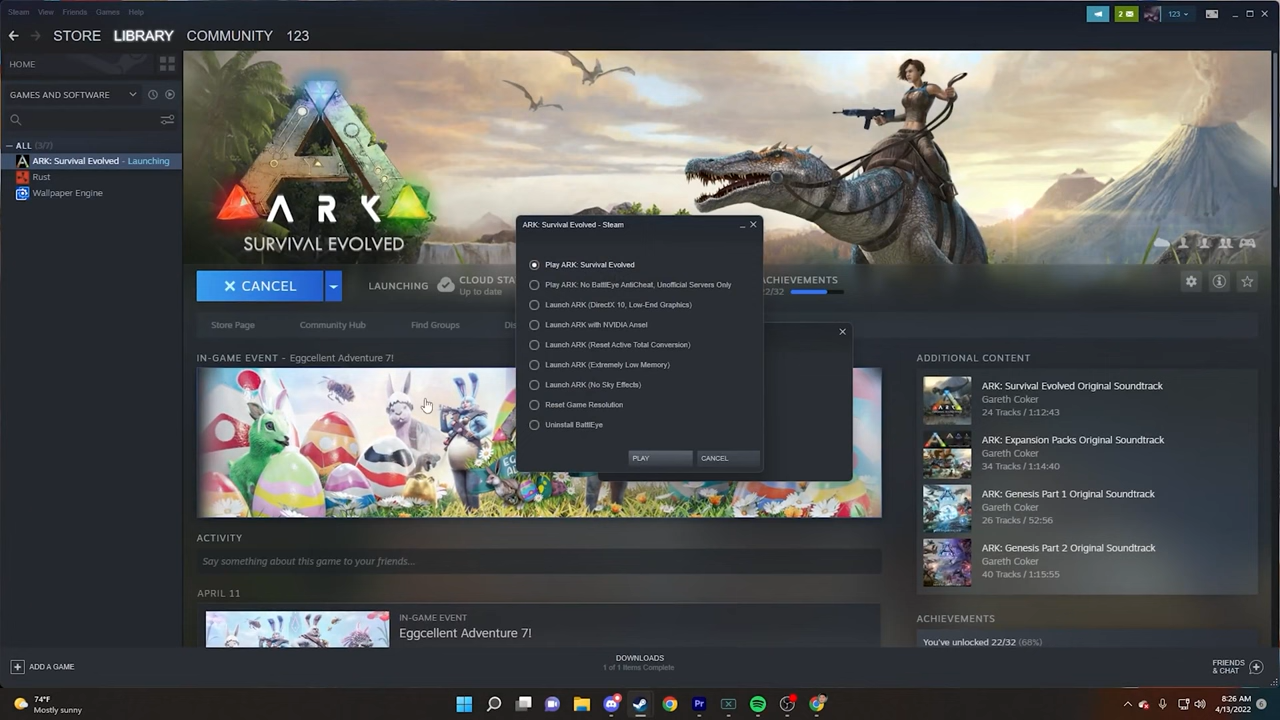 Steam View Friends Games Help
2
123
STORE LIBRARY COMMUNITY 123
HOME
GAMES AND SOFTWARE
ALL (3/7)
ARK: Survival Evolved - Launching
Rust
Wallpaper Engine
ARK
SURVIVAL EVOLVED
CANCEL
LAUNCHING
CLOUD STA
Up to date
ACHIEVEMENTS
22/32
Store Page
Community Hub
Find Groups
Dis
ARK: Survival Evolved - Steam
Play ARK: Survival Evolved
Play ARK: No BattlEye AntiCheat, Unofficial Servers Only
Launch ARK (DirectX 10, Low-End Graphics)
Launch ARK with NVIDIA Ansel
Launch ARK (Reset Active Total Conversion)
Launch ARK (Extremely Low Memory)
Launch ARK (No Sky Effects)
Reset Game Resolution
Uninstall BattlEye
PLAY
CANCEL
IN-GAME EVENT - Eggcellent Adventure 7!
ACTIVITY
Say something about this game to your friends...
APRIL 11
IN-GAME EVENT
Eggcellent Adventure 7!
ADDITIONAL CONTENT
ARK: Survival Evolved Original Soundtrack
Gareth Coker
24 Tracks / 1:12:43
ARK: Expansion Packs Original Soundtrack
Gareth Coker
34 Tracks / 1:14:40
ARK: Genesis Part 1 Original Soundtrack
Gareth Coker
26 Tracks / 52:56
ARK: Genesis Part 2 Original Soundtrack
Gareth Coker
40 Tracks / 1:15:55
ACHIEVEMENTS
You've unlocked 22/32 (68%)
ADD A GAME
DOWNLOADS
1 of 1 Items Complete
FRIENDS
& CHAT
74°F
Mostly sunny
Pr
8:26 AM
4/13/2022
6